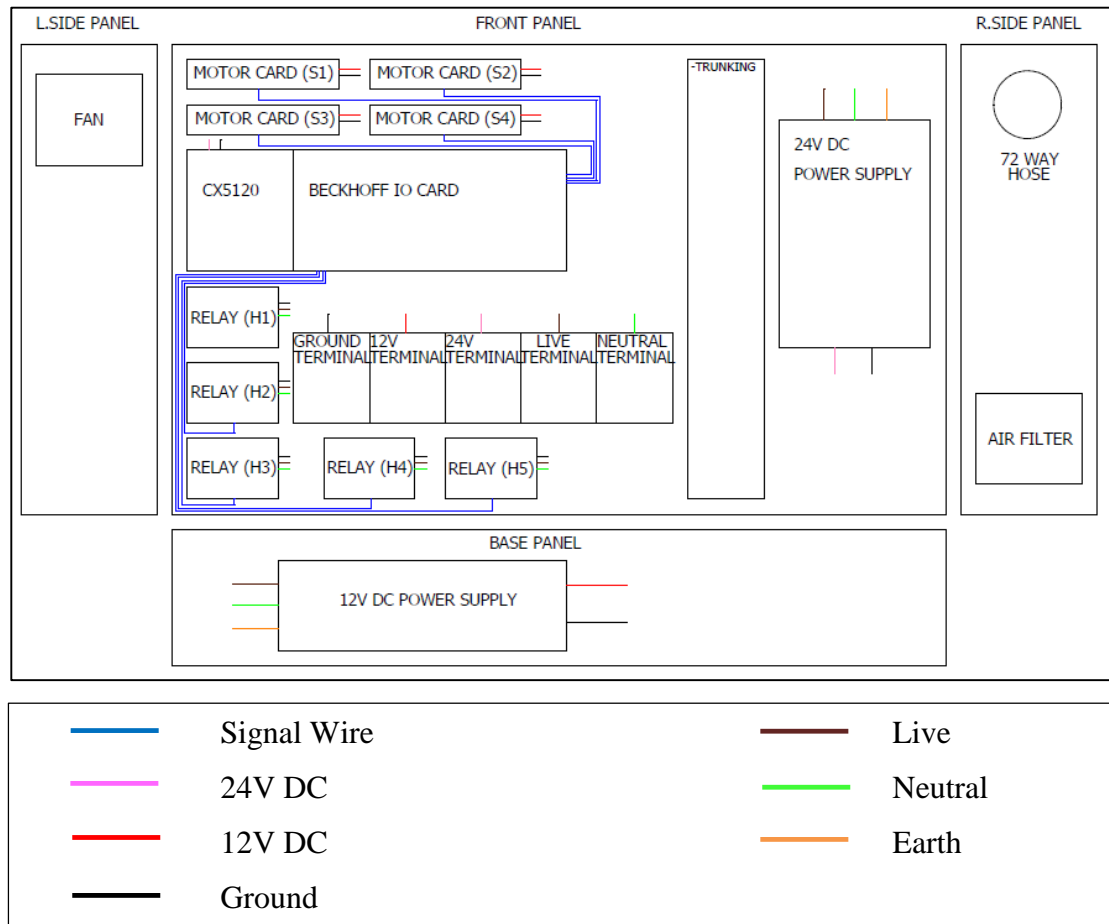 L.SIDE PANEL
FRONT PANEL
R.SIDE PANEL
FAN
MOTOR CARD (S1)
MOTOR CARD (S2)
MOTOR CARD (S3)
MOTOR CARD (S4)
-TRUNKING
24V DC
POWER SUPPLY
72 WAY
HOSE
CX5120
BECKHOFF IO CARD
RELAY (H1)
GROUND
TERMINAL
12V
TERMINAL
24V
TERMINAL
LIVE
TERMINAL
NEUTRAL
TERMINAL
RELAY (H2)
RELAY (H3)
RELAY (H4)
RELAY (H5)
AIR FILTER
BASE PANEL
12V DC POWER SUPPLY
Signal Wire
Live
24V DC
Neutral
12V DC
Earth
Ground